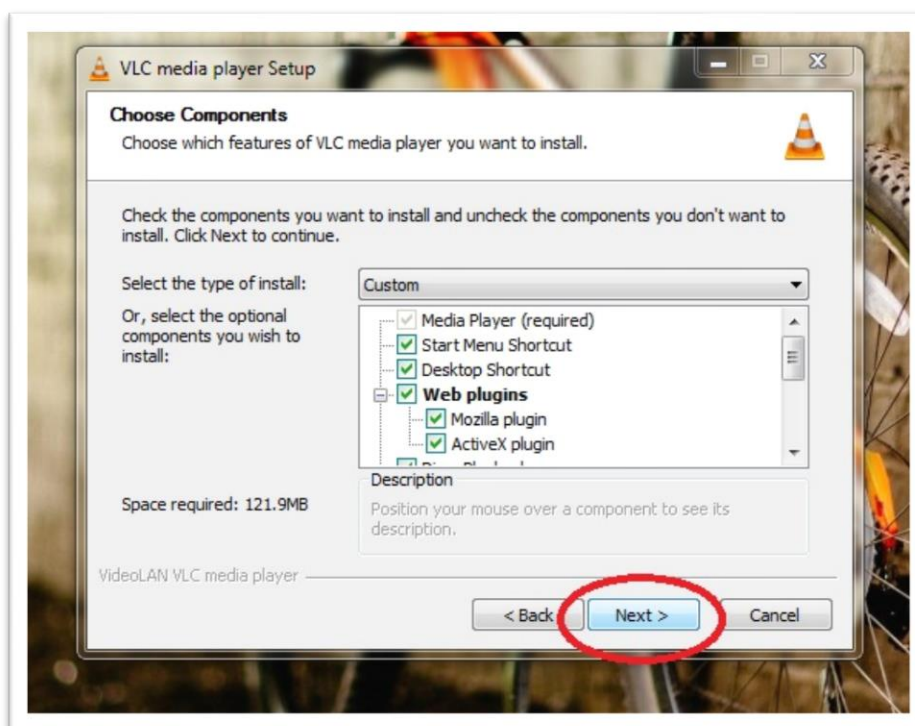 VLC media player Setup
Choose Components
Choose which features of VLC media player you want to install.
Check the components you want to install and uncheck the components you don't want to
install. Click Next to continue.
Select the type of install:
Custom
Or, select the optional
components you wish to
install:
Media Player (required)
Start Menu Shortcut
Desktop Shortcut
Web plugins
Mozilla plugin
ActiveX plugin
Space required: 121.9MB
Description
Position your mouse over a component to see its
description.
VideoLAN VLC media player
< Back
Next >
Cancel